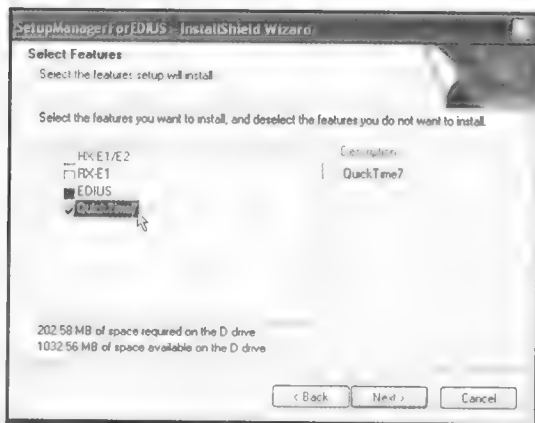 SetupManagerForEDIUS - InstallShield Wizard
Select Features
Select the features setup will install
Select the features you want to install, and deselect the features you do not want to install.
HX-E1/E2
RX-E1
EDIUS
QuickTime7
Description
QuickTime7
202.58 MB of space required on the D drive
1032.56 MB of space available on the D drive
< Back
Next >
Cancel